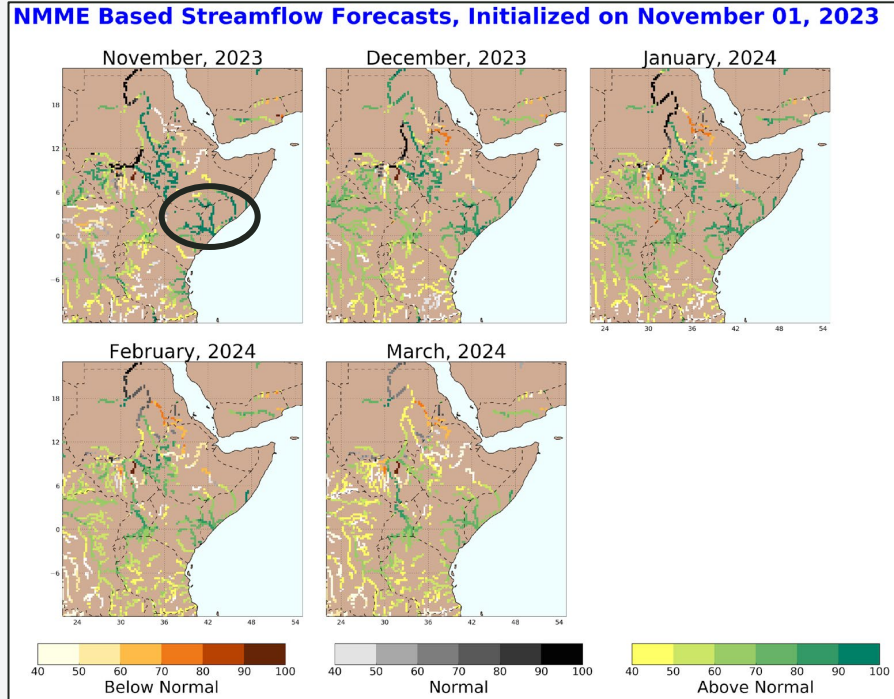 NMME Based Streamflow Forecasts, Initialized on November 01, 2023
November, 2023
December, 2023
January, 2024
18
12
6
0
−6
24 30 36 42 48 54
February, 2024
March, 2024
18
12
6
0
−6
24 30 36 42 48 54
24 30 36 42 48 54
40 50 60 70 80 90 100
Below Normal
40 50 60 70 80 90 100
Normal
40 50 60 70 80 90 100
Above Normal